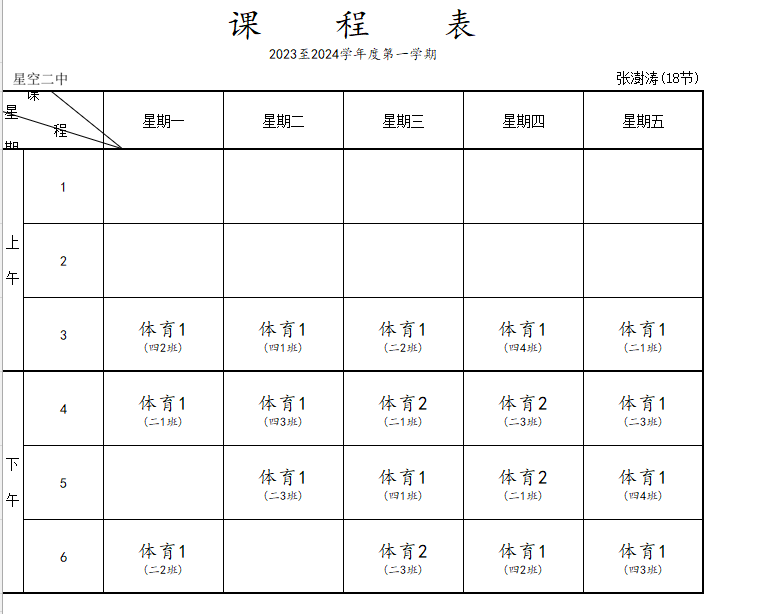 课 程 表
2023至2024学年度第一学期
星空二中 张澍涛(18节)
课
星 程
期
星期一 星期二 星期三 星期四 星期五
上午
1
2
3 体育1 体育1 体育1 体育1 体育1
(四2班) (四1班) (二2班) (四4班) (二1班)
下午
4 体育1 体育1 体育2 体育2 体育1
(二1班) (四3班) (二1班) (二3班) (二3班)
5 体育1 体育1 体育2 体育1
(二3班) (四1班) (二1班) (四4班)
6 体育1 体育2 体育1 体育1
(二2班) (二3班) (四2班) (四3班)